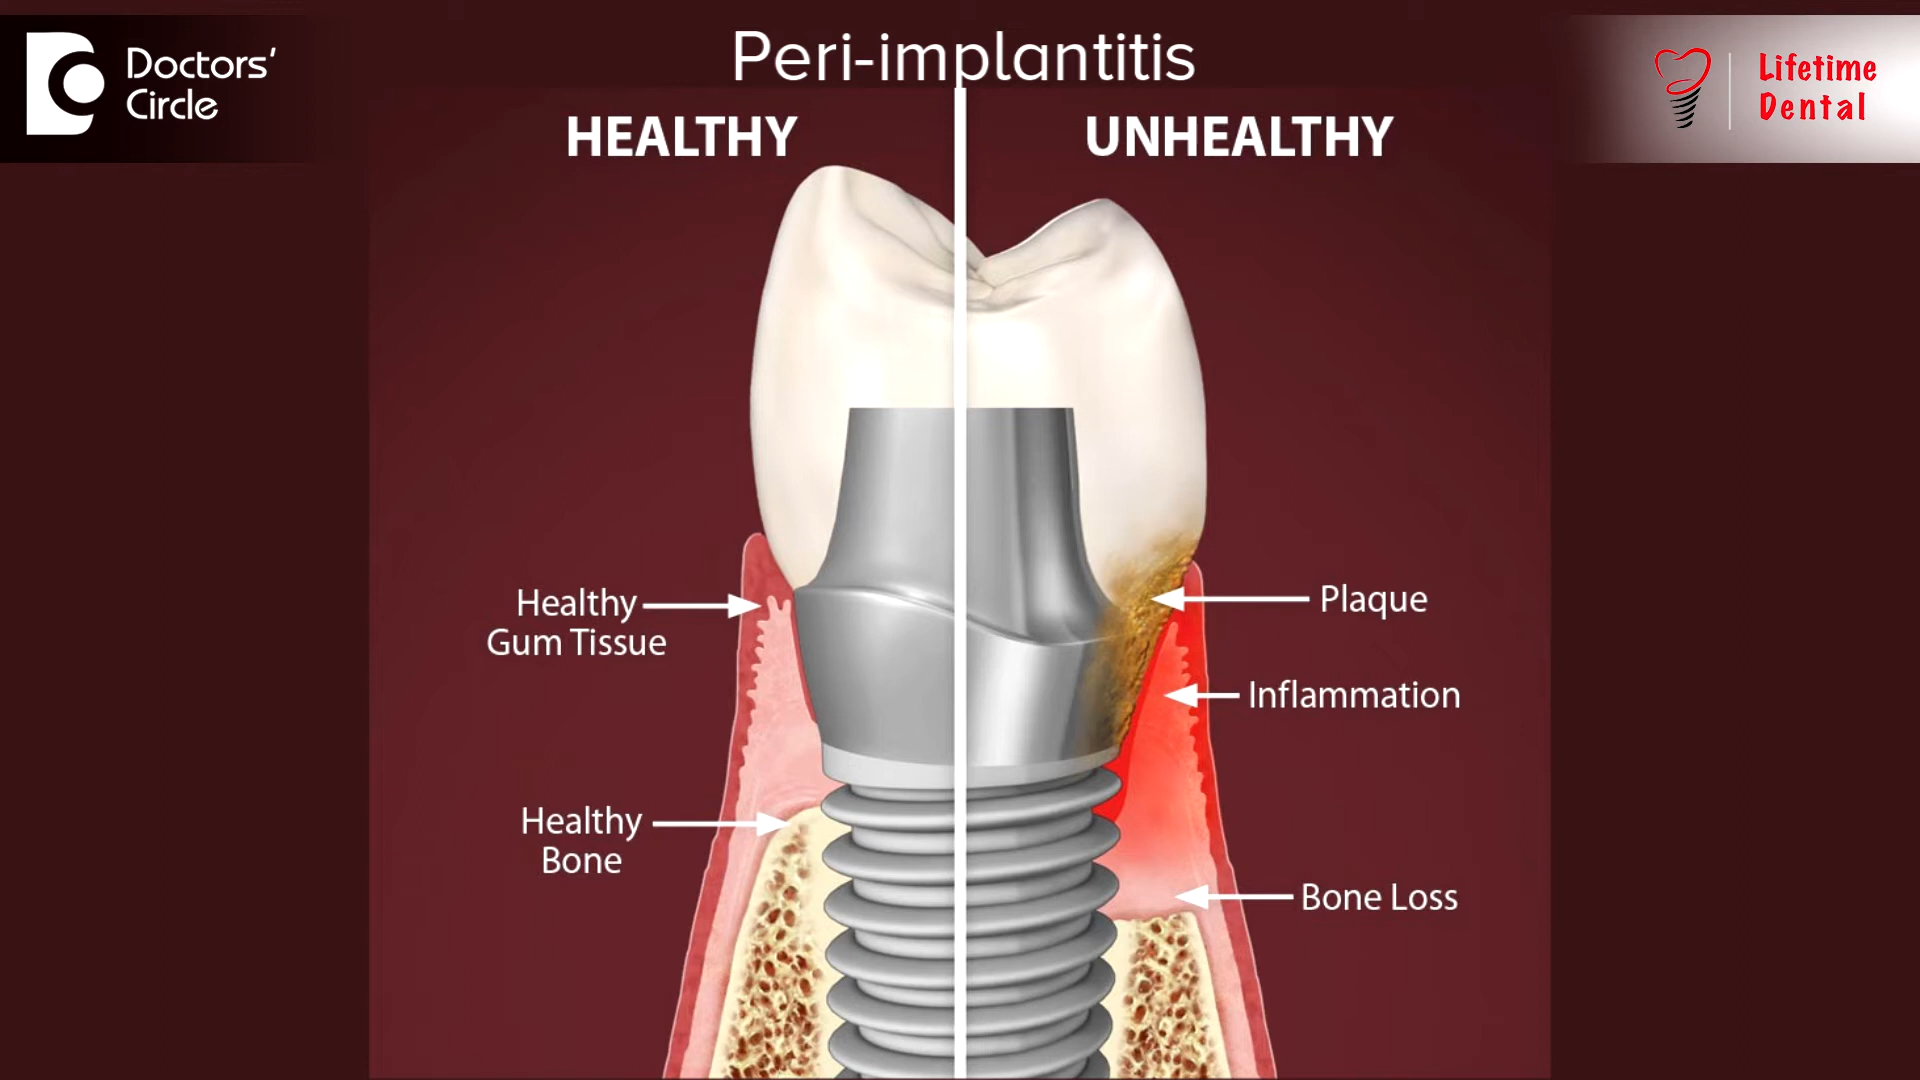 Doctors'
Circle
Peri-implantitis
Lifetime
Dental
HEALTHY
UNHEALTHY
Healthy
Gum Tissue
Plaque
Inflammation
Healthy
Bone
Bone Loss